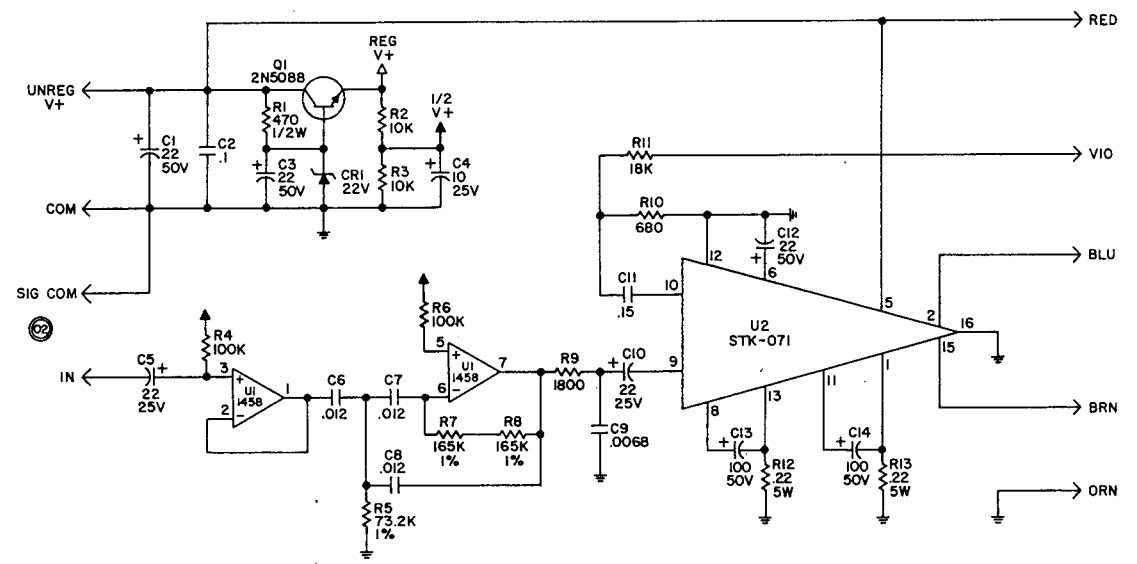 RED
UNREG
V+
Q1
2N5088
REG
V+
1/2
V+
R1
470
1/2W
R2
10K
+
C1
22
50V
C2
.1
+
C3
22
50V
CR1
22V
R3
10K
+
C4
10
25V
COM
SIG COM
02
R11
18K
VIO
R10
680
12
+
C12
22
50V
6
BLU
C11
.15
10
5
2
16
U2
STK-071
15
R4
100K
R6
100K
IN
C5
+
22
25V
3
+
2
-
U1
1458
1
C6
.012
C7
.012
5
+
6
-
U1
1458
7
R9
1800
+
C10
22
25V
9
R7
165K
1%
R8
165K
1%
C9
.0068
C8
.012
R5
73.2K
1%
8
13
11
1
+
C13
100
50V
R12
.22
5W
+
C14
100
50V
R13
.22
5W
BRN
ORN